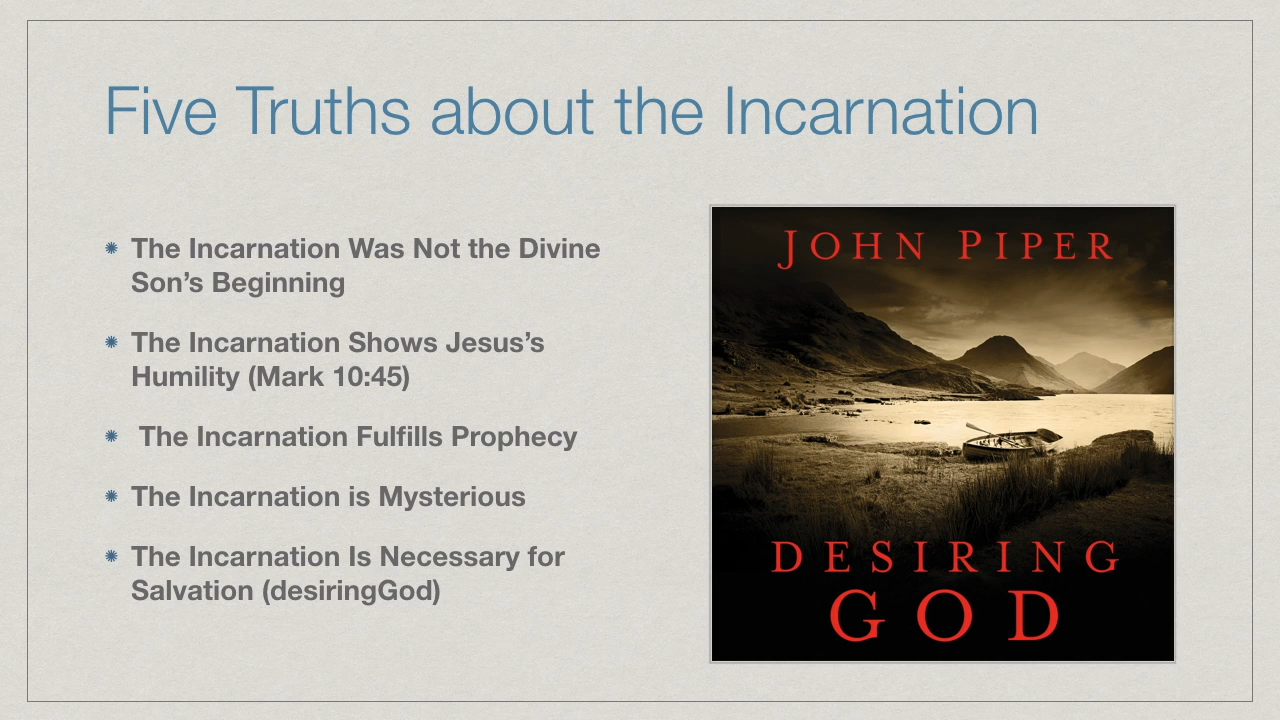 Five Truths about the Incarnation
The Incarnation Was Not the Divine
Son’s Beginning
The Incarnation Shows Jesus’s
Humility (Mark 10:45)
The Incarnation Fulfills Prophecy
The Incarnation is Mysterious
The Incarnation Is Necessary for
Salvation (desiringGod)
JOHN PIPER
DESIRING
GOD